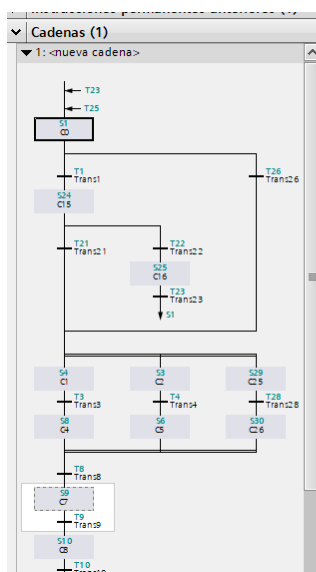 Cadenas (1)
1: <nueva cadena>
T23
T25
S1
C0
T1
Trans1
T26
Trans26
S24
C15
T21
Trans21
T22
Trans22
S25
C16
T23
Trans23
S1
S4
C1
S3
C2
S29
C25
T3
Trans3
T4
Trans4
T28
Trans28
S8
C4
S6
C5
S30
C26
T8
Trans8
S9
C7
T9
Trans9
S10
C8
T10